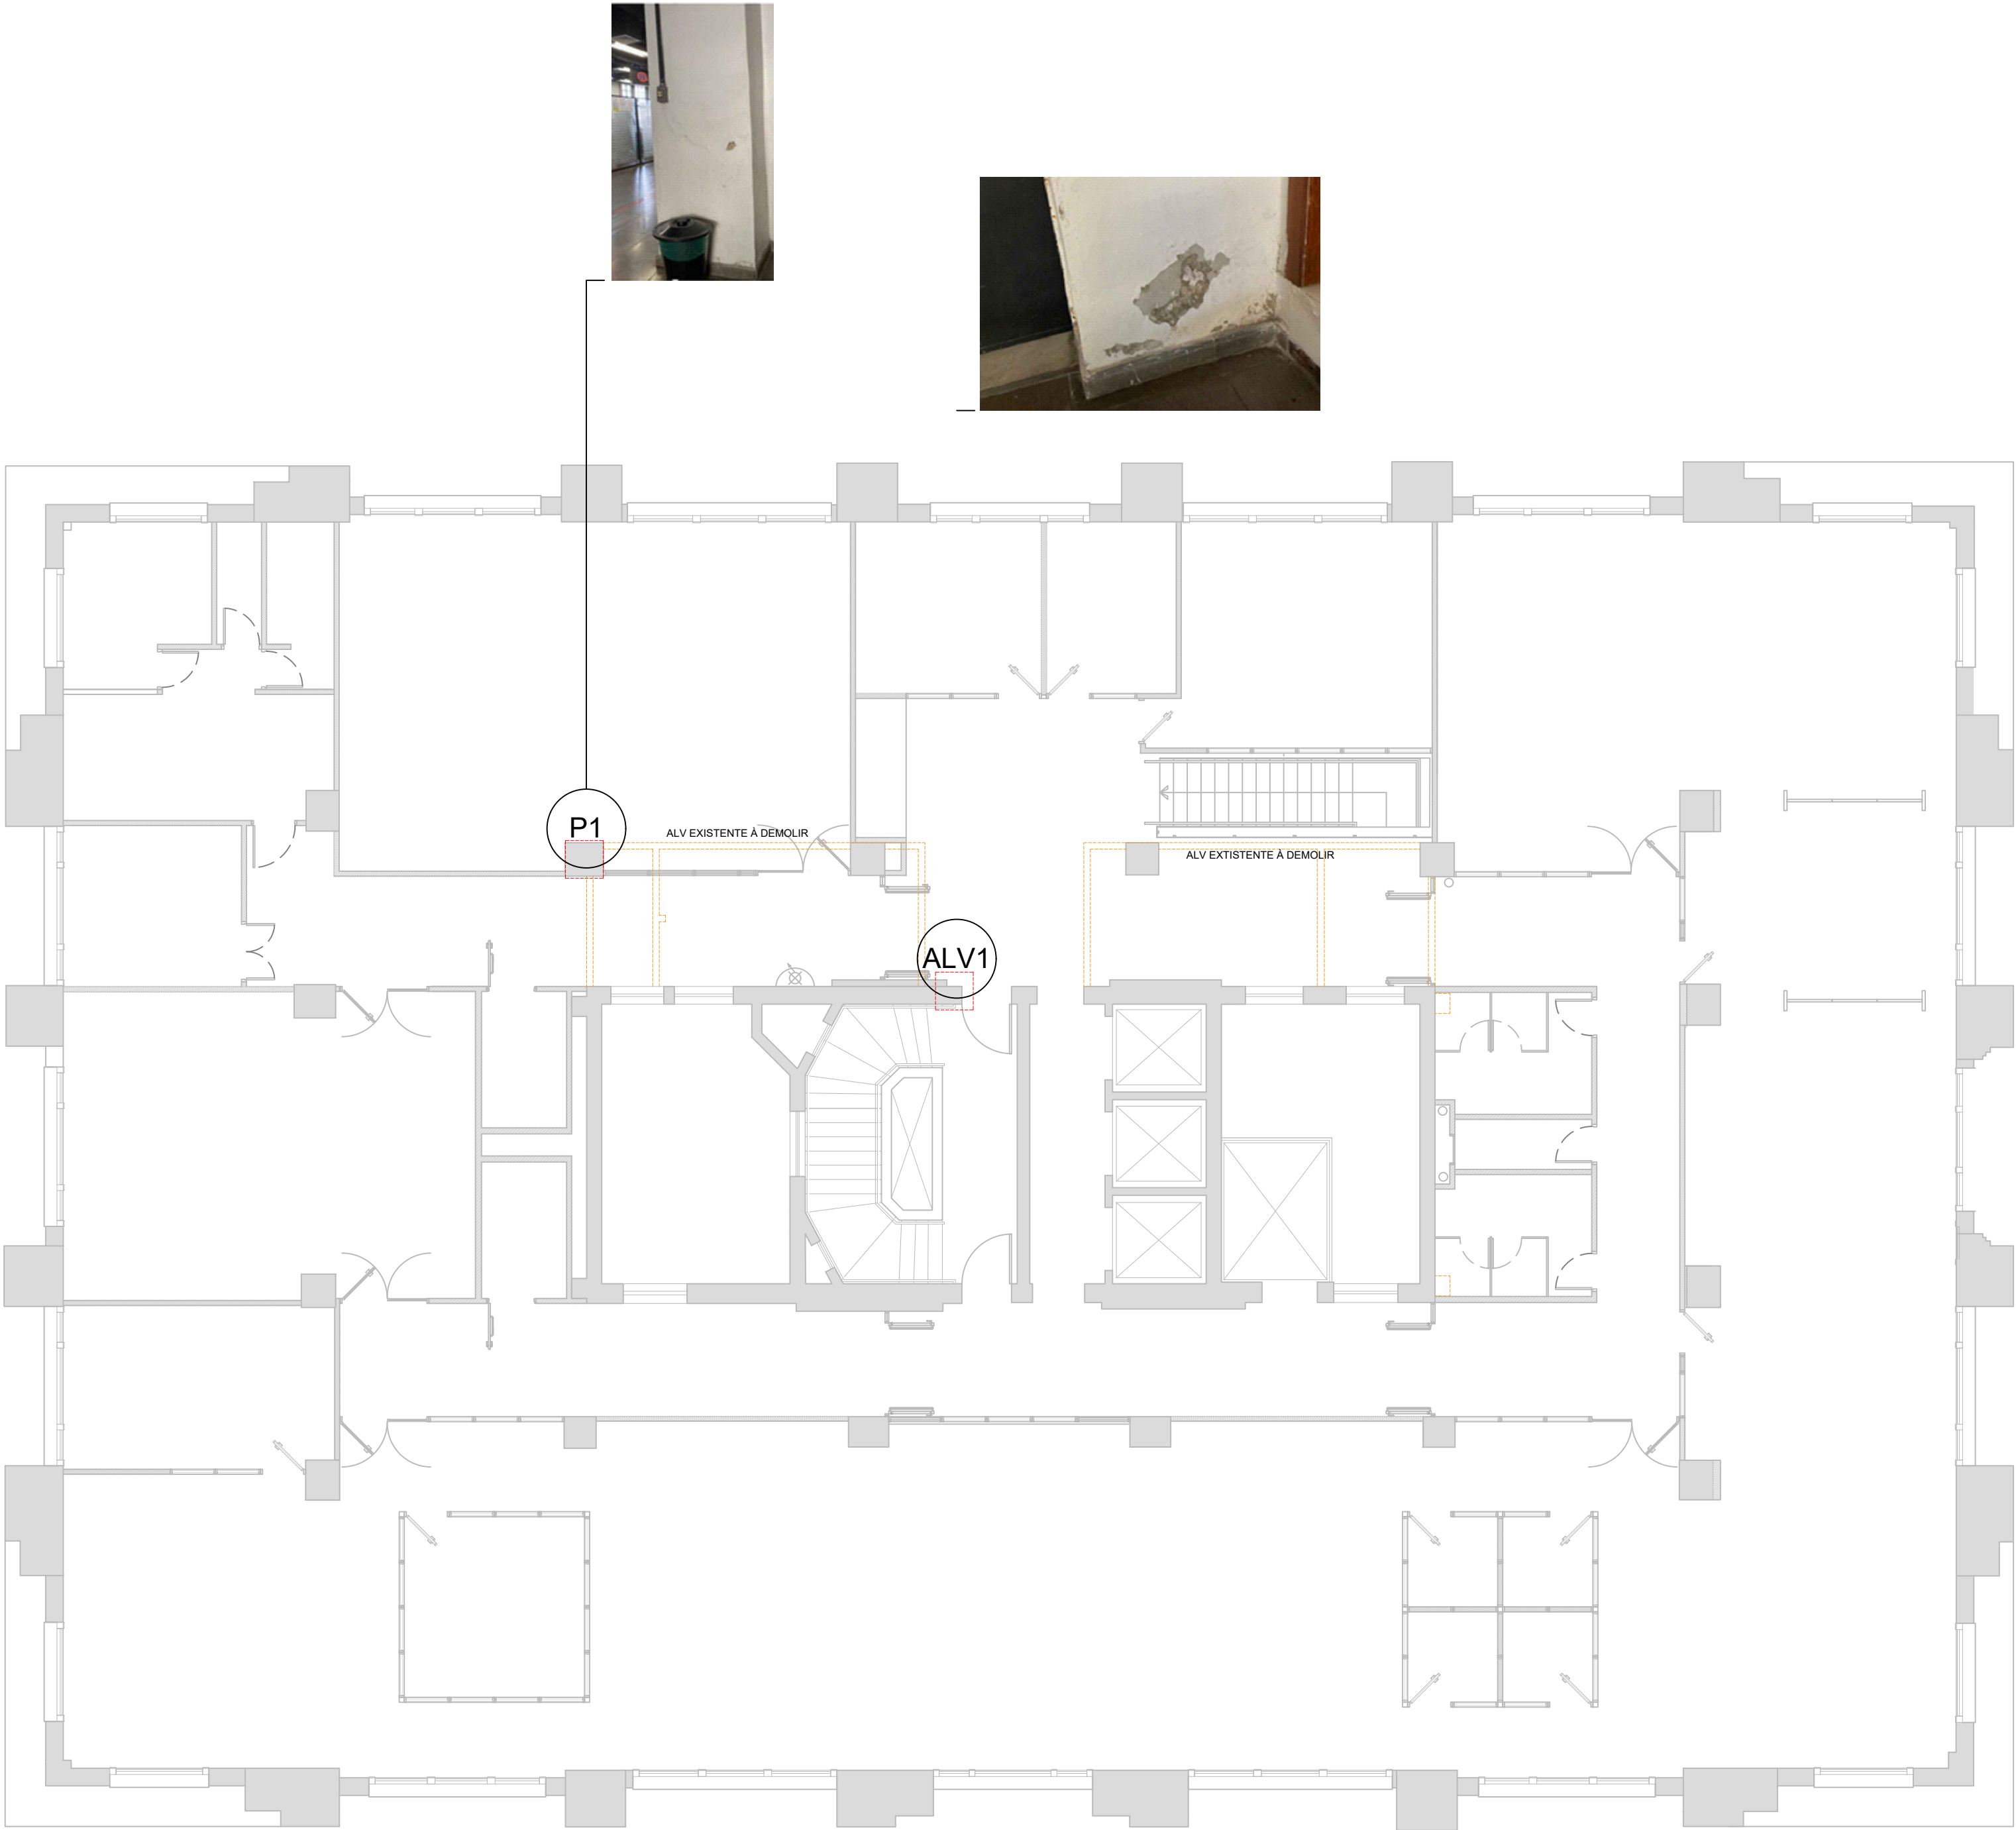 P1
ALV EXISTENTE À DEMOLIR
ALV EXTISTENTE À DEMOLIR
ALV1